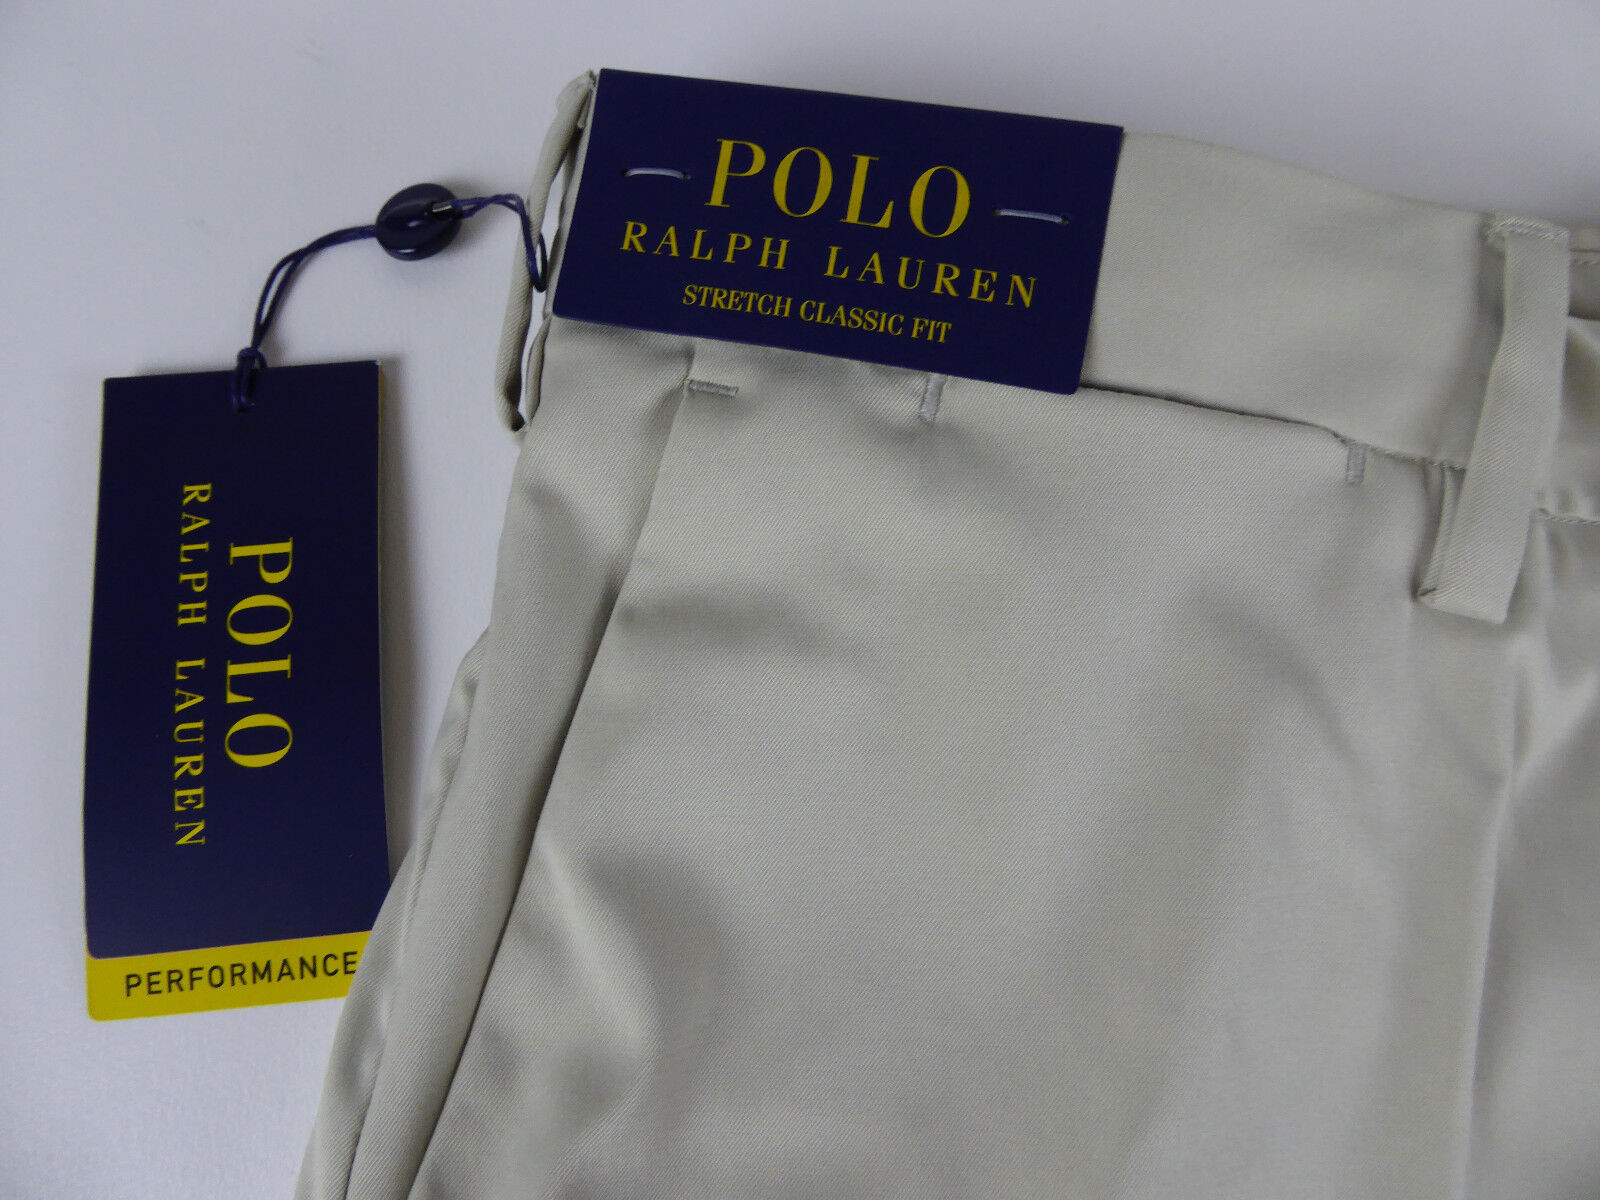 POLO
RALPH LAUREN
STRETCH CLASSIC FIT
POLO
RALPH LAUREN
PERFORMANCE